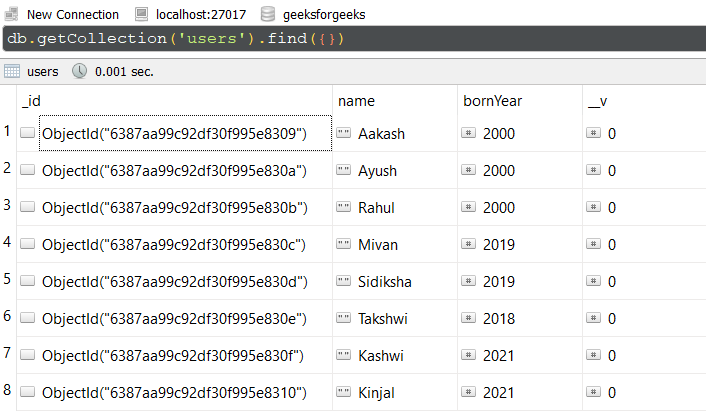 New Connection localhost:27017 geeksforgeeks
db.getCollection('users').find({})
users 0.001 sec.
_id name bornYear __v
1 ObjectId("6387aa99c92df30f995e8309") "" Aakash # 2000 # 0
2 ObjectId("6387aa99c92df30f995e830a") "" Ayush # 2000 # 0
3 ObjectId("6387aa99c92df30f995e830b") "" Rahul # 2000 # 0
4 ObjectId("6387aa99c92df30f995e830c") "" Mivan # 2019 # 0
5 ObjectId("6387aa99c92df30f995e830d") "" Sidiksha # 2019 # 0
6 ObjectId("6387aa99c92df30f995e830e") "" Takshwi # 2018 # 0
7 ObjectId("6387aa99c92df30f995e830f") "" Kashwi # 2021 # 0
8 ObjectId("6387aa99c92df30f995e8310") "" Kinjal # 2021 # 0